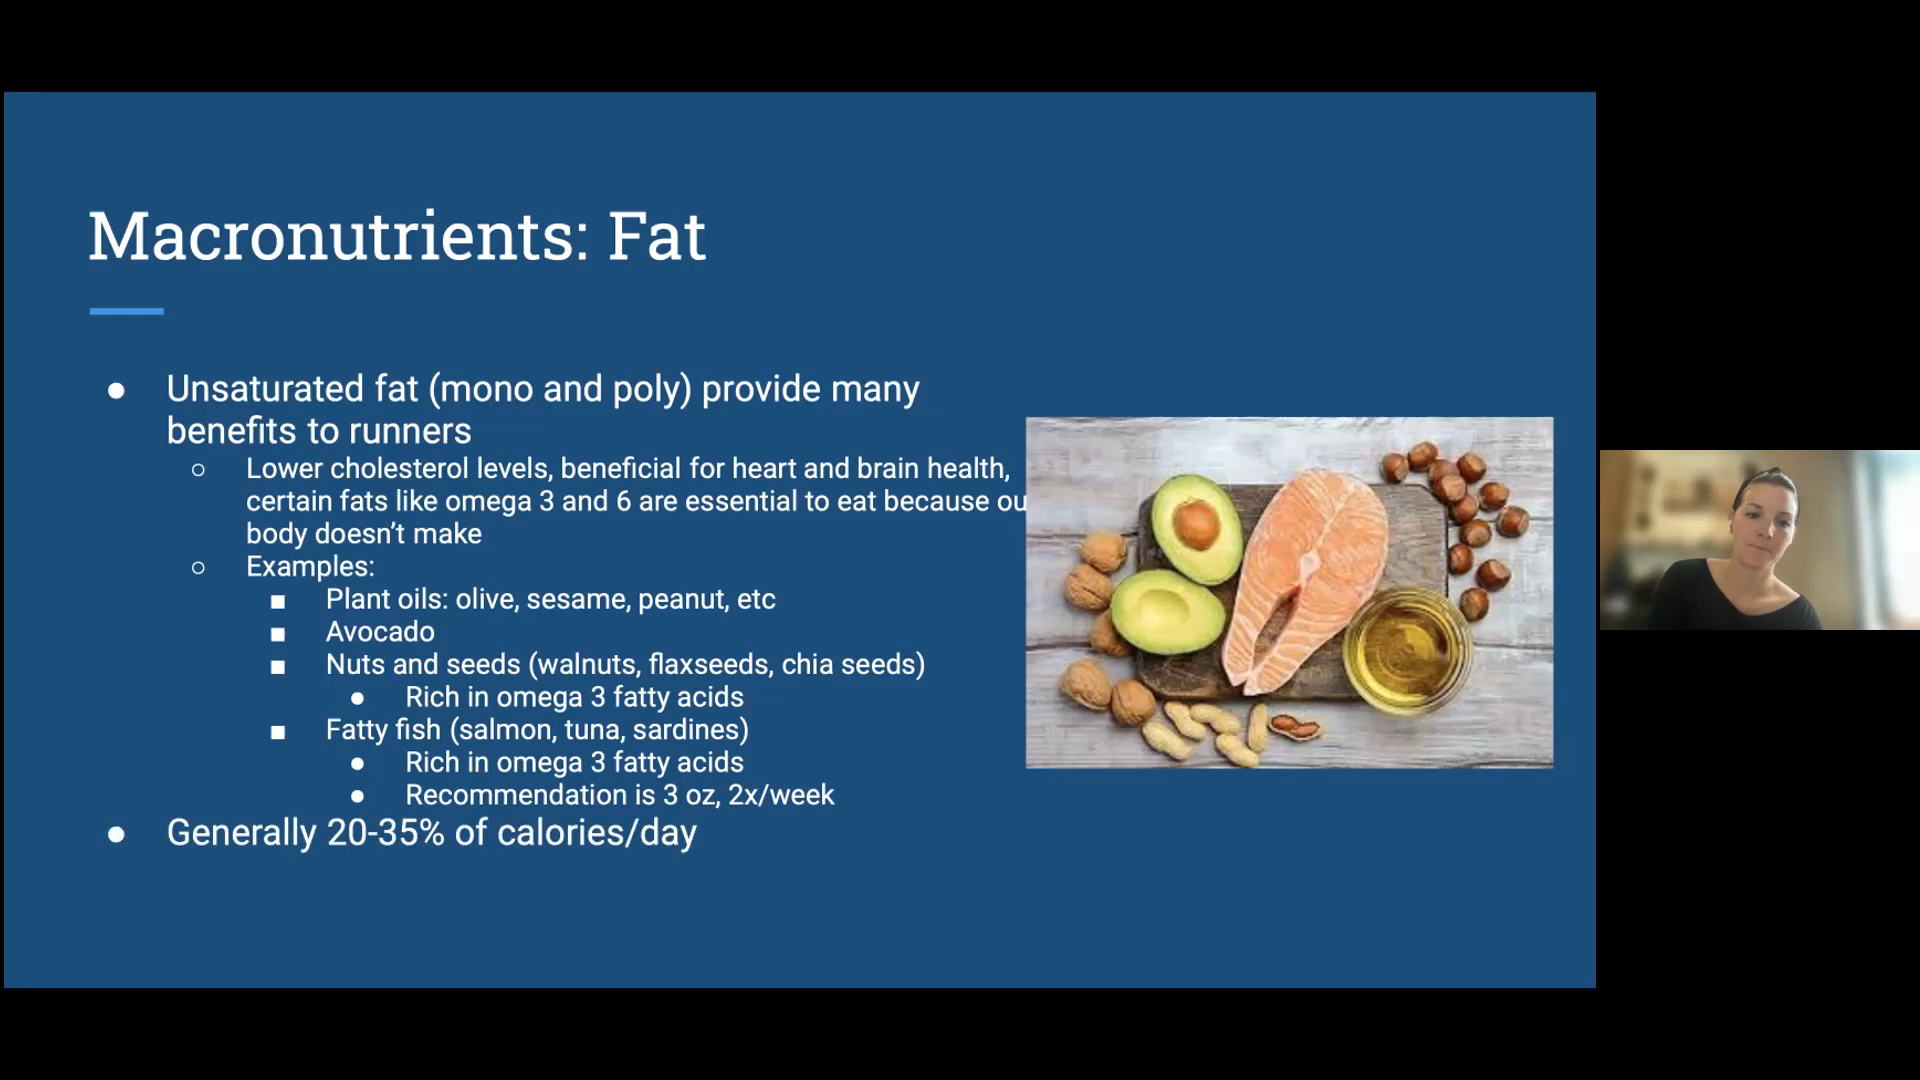 Macronutrients: Fat
● Unsaturated fat (mono and poly) provide many
benefits to runners
○ Lower cholesterol levels, beneficial for heart and brain health,
certain fats like omega 3 and 6 are essential to eat because ou
body doesn’t make
○ Examples:
■ Plant oils: olive, sesame, peanut, etc
■ Avocado
■ Nuts and seeds (walnuts, flaxseeds, chia seeds)
● Rich in omega 3 fatty acids
■ Fatty fish (salmon, tuna, sardines)
● Rich in omega 3 fatty acids
● Recommendation is 3 oz, 2x/week
● Generally 20-35% of calories/day